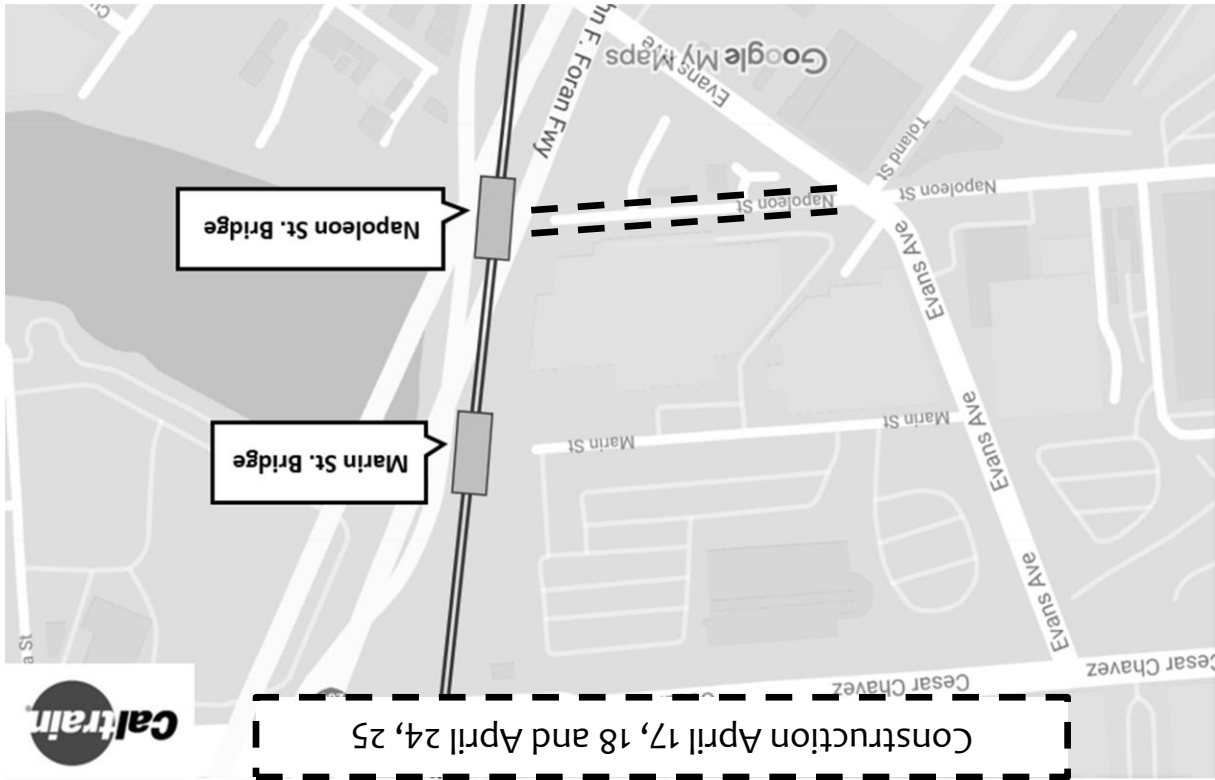 Construction April 17, 18 and April 24, 25
Caltrain
Cesar Chavez
Cesar Chavez
a St
Evans Ave
Marin St. Bridge
Evans Ave
Marin St
Marin St
Evans Ave
Napoleon St. Bridge
Napoleon St
Napoleon St
Toland St
hn F. Foran Fwy
Evans Ave
Google My Maps